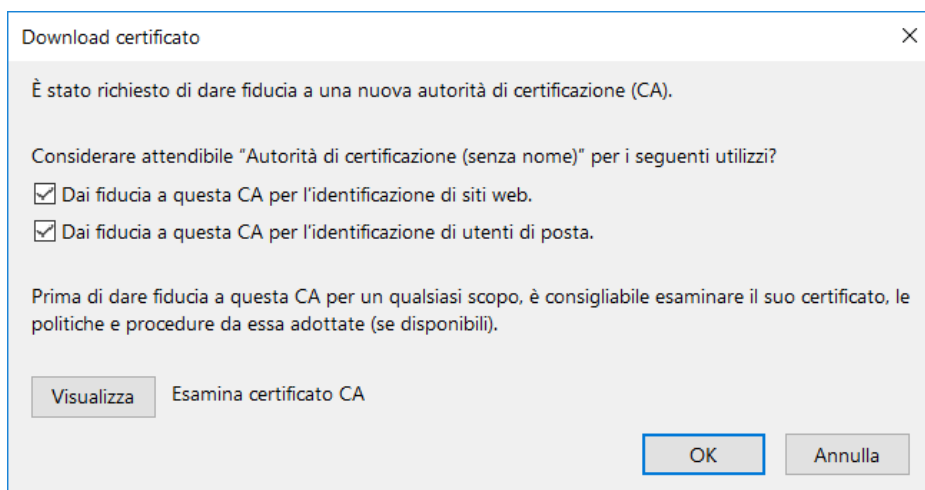 Download certificato
È stato richiesto di dare fiducia a una nuova autorità di certificazione (CA).
Considerare attendibile “Autorità di certificazione (senza nome)” per i seguenti utilizzi?
Dai fiducia a questa CA per l'identificazione di siti web.
Dai fiducia a questa CA per l'identificazione di utenti di posta.
Prima di dare fiducia a questa CA per un qualsiasi scopo, è consigliabile esaminare il suo certificato, le
politiche e procedure da essa adottate (se disponibili).
Visualizza Esamina certificato CA
OK Annulla